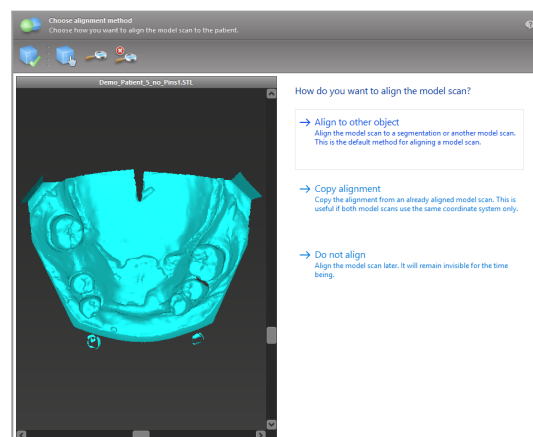 Choose alignment method
Choose how you want to align the model scan to the patient.
Demo_Patient_5_no_Pins1.STL
How do you want to align the model scan?
Align to other object
Align the model scan to a segmentation or another model scan.
This is the default method for aligning a model scan.
Copy alignment
Copy the alignment from an already aligned model scan. This is
useful if both model scans use the same coordinate system only.
Do not align
Align the model scan later. It will remain invisible for the time
being.